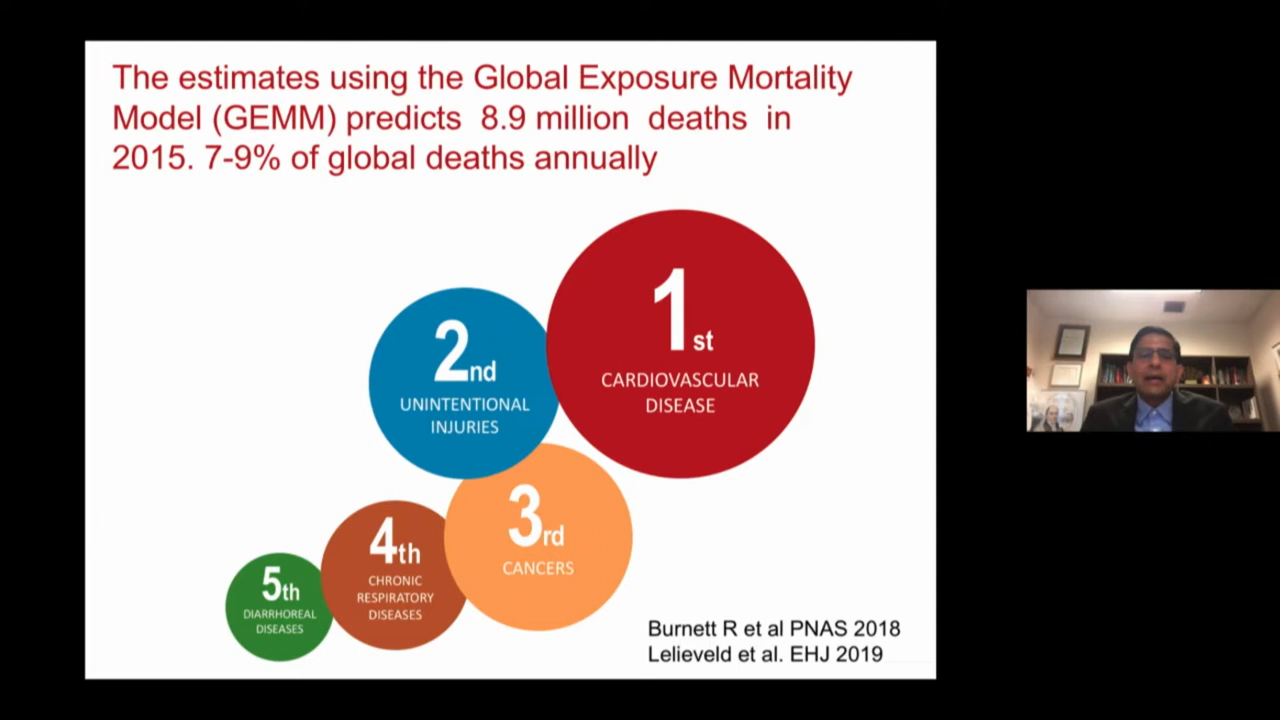 The estimates using the Global Exposure Mortality
Model (GEMM) predicts 8.9 million deaths in
2015. 7-9% of global deaths annually
1st
CARDIOVASCULAR
DISEASE
2nd
UNINTENTIONAL
INJURIES
3rd
CANCERS
4th
CHRONIC
RESPIRATORY
DISEASES
5th
DIARRHOREAL
DISEASES
Burnett R et al PNAS 2018
Lelieveld et al. EHJ 2019